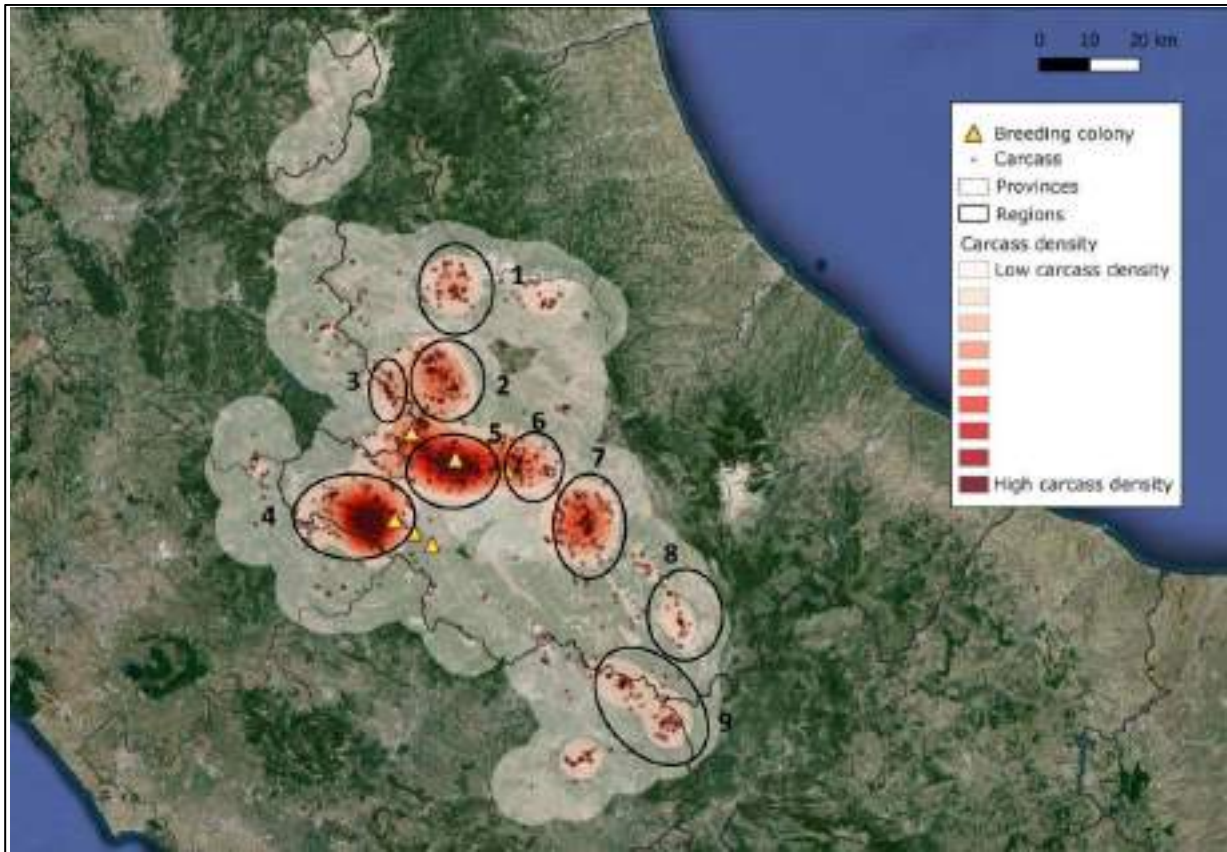 0 10 20 km
Breeding colony
Carcass
Provinces
Regions
Carcass density
Low carcass density
High carcass density
1
2
3
5
6
7
4
8
9